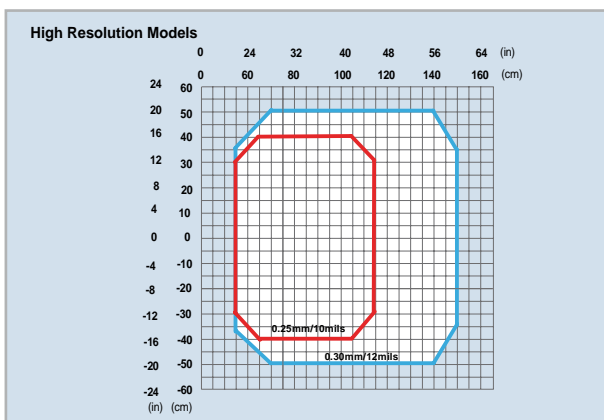 High Resolution Models
0 24 32 40 48 56 64 (in)
0 60 80 100 120 140 160 (cm)
24 60
20 50
16 40
12 30
8 20
4 10
0 0
-4 -10
-8 -20
-12 -30
-16 -40
-20 -50
-24 -60
(in) (cm)
0.25mm/10mils
0.30mm/12mils